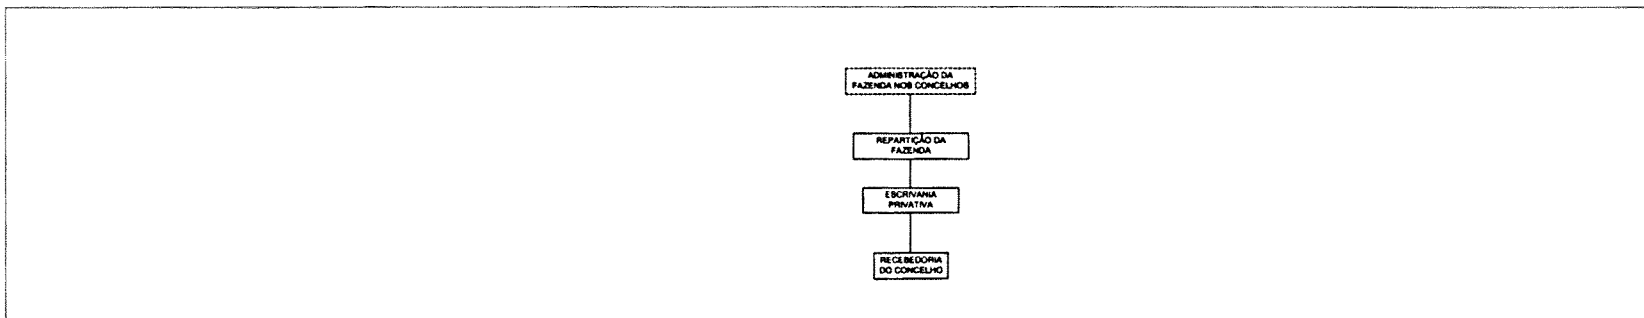 ADMINISTRAÇÃO DA
FAZENDA NOS CONCELHOS
REPARTIÇÃO DA
FAZENDA
ESCRIVANIA
PRIVATIVA
RECEBEDORIA
DO CONCELHO